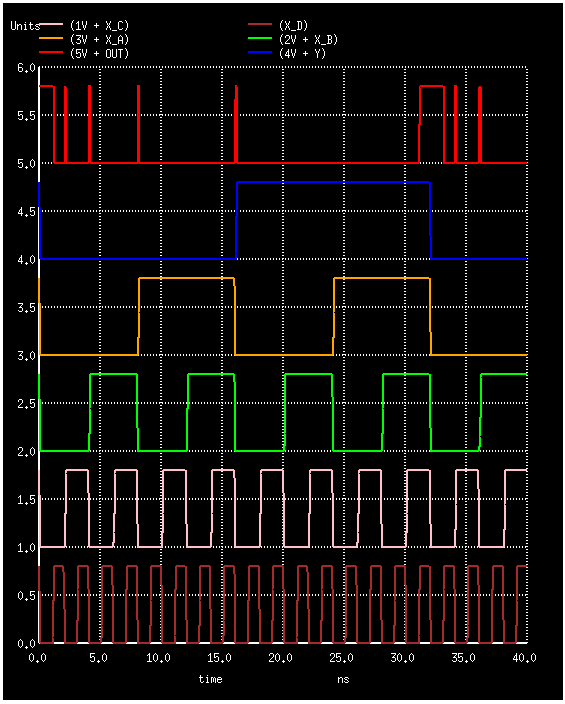 Units (1V + X_C) (X_D)
(3V + X_A) (2V + X_B)
(5V + OUT) (4V + Y)
6.0
5.5
5.0
4.5
4.0
3.5
3.0
2.5
2.0
1.5
1.0
0.5
0.0
0.0 5.0 10.0 15.0 20.0 25.0 30.0 35.0 40.0
time ns